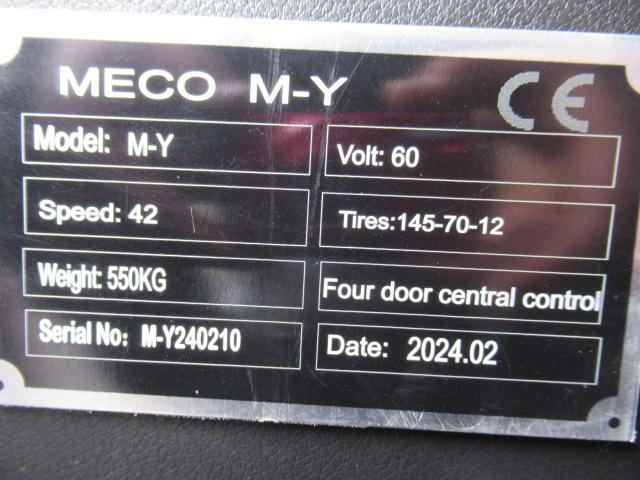 MECO M-Y CE
Model: M-Y
Volt: 60
Speed: 42
Tires:145-70-12
Weight: 550KG
Four door central control
Serial No: M-Y240210
Date: 2024.02